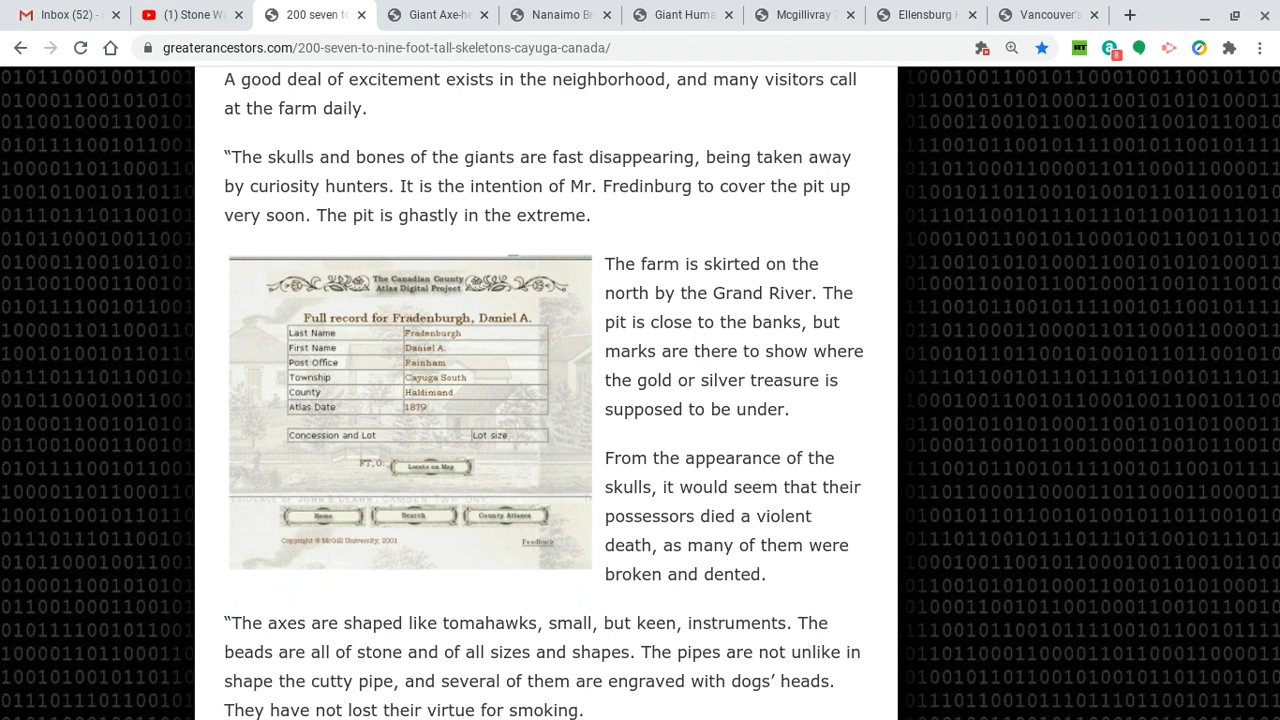 Inbox (52) -
(1) Stone Wa
200 seven to
Giant Axe-he
Nanaimo Br
Giant Huma
Mcgillivray 7
Ellensburg H
Vancouver's
greaterancestors.com/200-seven-to-nine-foot-tall-skeletons-cayuga-canada/
RT
8
A good deal of excitement exists in the neighborhood, and many visitors call
at the farm daily.
“The skulls and bones of the giants are fast disappearing, being taken away
by curiosity hunters. It is the intention of Mr. Fredinburg to cover the pit up
very soon. The pit is ghastly in the extreme.
The Canadian County
Atlas Digital Project
Full record for Fradenburgh, Daniel A.
Last Name Fradenburgh
First Name Daniel A.
Post Office Rainham
Township Cayuga South
County Haldimand
Atlas Date 1879
Concession and Lot Lot size
FT,O: Locate on Map
Home Search County Atlases
Copyright © McGill University, 2001 Feedback
The farm is skirted on the
north by the Grand River. The
pit is close to the banks, but
marks are there to show where
the gold or silver treasure is
supposed to be under.
From the appearance of the
skulls, it would seem that their
possessors died a violent
death, as many of them were
broken and dented.
“The axes are shaped like tomahawks, small, but keen, instruments. The
beads are all of stone and of all sizes and shapes. The pipes are not unlike in
shape the cutty pipe, and several of them are engraved with dogs’ heads.
They have not lost their virtue for smoking.